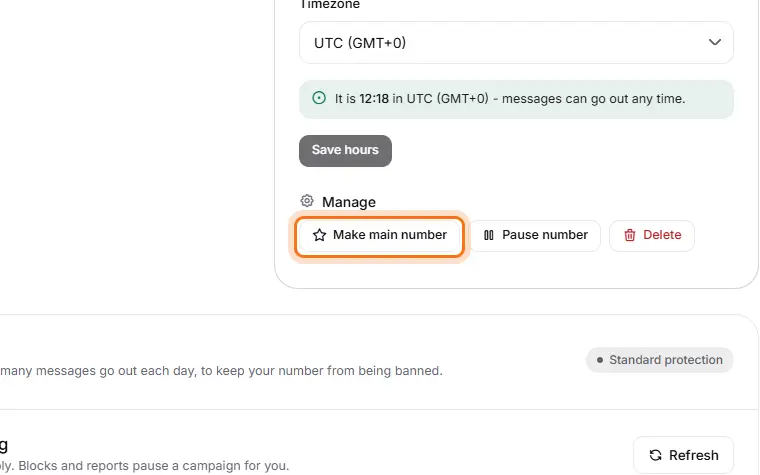 Timezone
UTC (GMT+0)
It is 12:18 in UTC (GMT+0) - messages can go out any time.
Save hours
Manage
Make main number
Pause number
Delete
Standard protection
many messages go out each day, to keep your number from being banned.
Refresh
Blocks and reports pause a campaign for you.